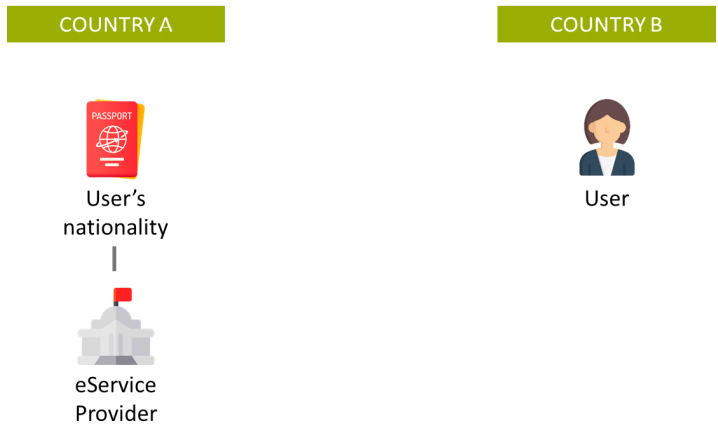 COUNTRY A
COUNTRY B
PASSPORT
User’s
nationality
User
eService
Provider